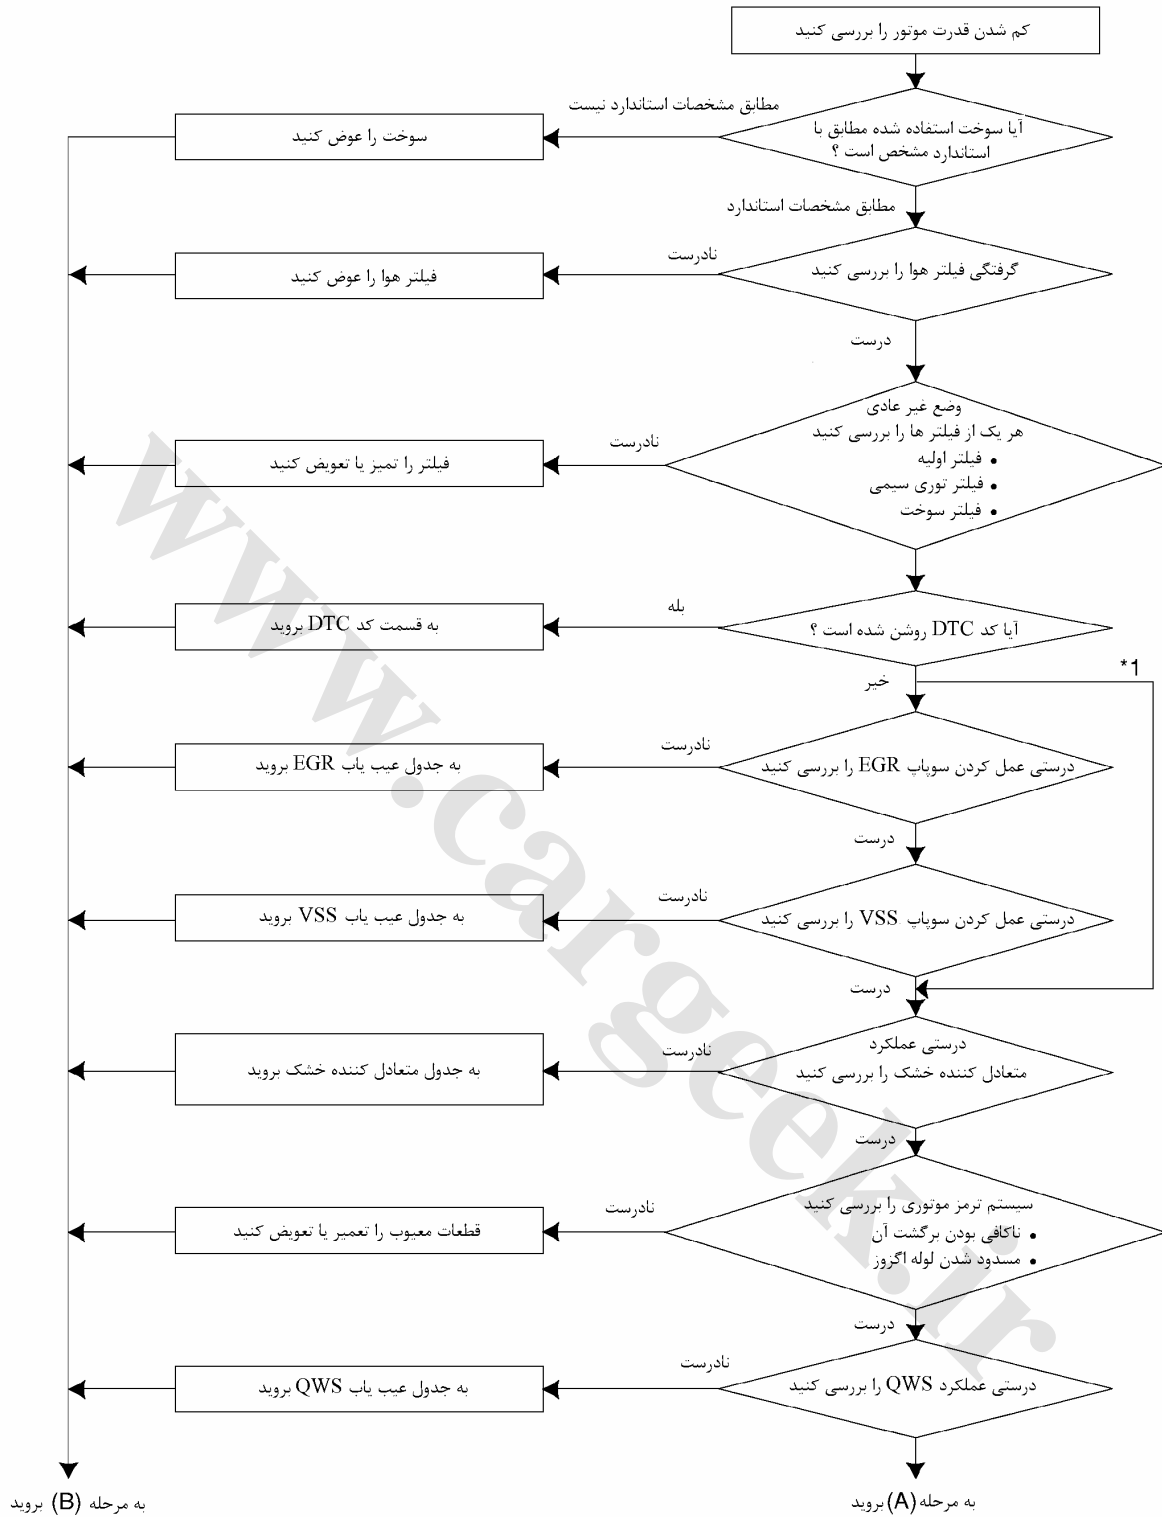 کم شدن قدرت موتور را بررسی کنید
مطابق مشخصات استاندارد نیست
آیا سوخت استفاده شده مطابق با
استاندارد مشخص است ؟
سوخت را عوض کنید
مطابق مشخصات استاندارد
گرفتگی فیلتر هوا را بررسی کنید
نادرست
فیلتر هوا را عوض کنید
درست
وضع غیر عادی
هر یک از فیلتر ها را بررسی کنید
• فیلتر اولیه
• فیلتر توری سیمی
• فیلتر سوخت
نادرست
فیلتر را تمیز یا تعویض کنید
آیا کد DTC روشن شده است ؟
بله
به قسمت کد DTC بروید
*1
خیر
درستی عمل کردن سوپاپ EGR را بررسی کنید
نادرست
به جدول عیب یاب EGR بروید
درست
درستی عمل کردن سوپاپ VSS را بررسی کنید
نادرست
به جدول عیب یاب VSS بروید
درست
درستی عملکرد
متعادل کننده خشک را بررسی کنید
نادرست
به جدول متعادل کننده خشک بروید
درست
سیستم ترمز موتوری را بررسی کنید
• ناکافی بودن برگشت آن
• مسدود شدن لوله اگزوز
نادرست
قطعات معیوب را تعمیر یا تعویض کنید
درست
درستی عملکرد QWS را بررسی کنید
نادرست
به جدول عیب یاب QWS بروید
به مرحله (A) بروید
به مرحله (B) بروید
www.cargeek.ir